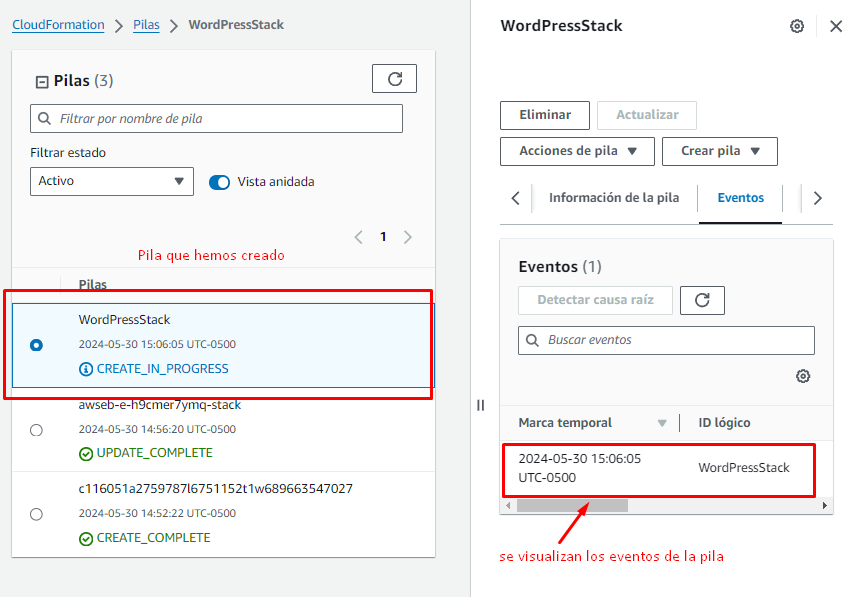 CloudFormation > Pilas > WordPressStack
Pilas (3)
Filtrar por nombre de pila
Filtrar estado
Activo
Vista anidada
1
Pila que hemos creado
Pilas
WordPressStack
2024-05-30 15:06:05 UTC-0500
CREATE_IN_PROGRESS
awseb-e-h9cmer7ymq-stack
2024-05-30 14:56:20 UTC-0500
UPDATE_COMPLETE
c116051a2759787l6751152t1w689663547027
2024-05-30 14:52:22 UTC-0500
CREATE_COMPLETE
WordPressStack
Eliminar
Actualizar
Acciones de pila
Crear pila
Información de la pila
Eventos
Eventos (1)
Detectar causa raíz
Buscar eventos
Marca temporal
ID lógico
2024-05-30 15:06:05
UTC-0500
WordPressStack
se visualizan los eventos de la pila